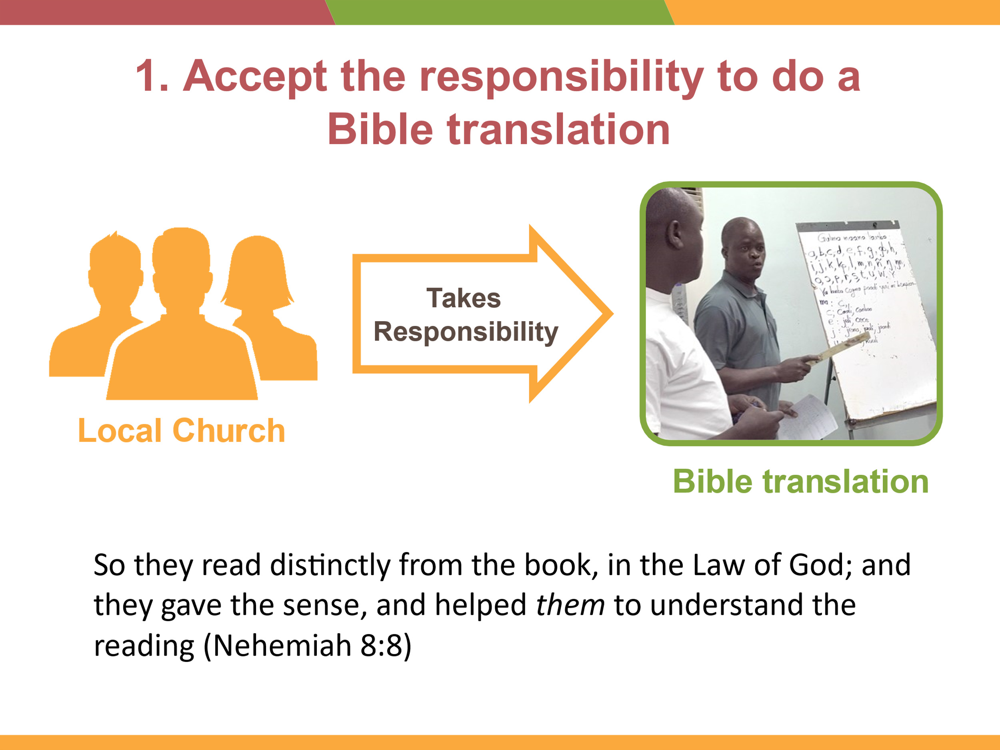 1. Accept the responsibility to do a
Bible translation
Takes
Responsibility
Local Church
Gulma
a, b, c, d, e, f, g, gb, h,
i, j, k, kp, l, m, n, ñ, ŋ, ŋm,
o, ɔ, p, r, s, t, u, w, y
ma : c,
c; 
e : 
j : 
Bible translation
So they read distinctly from the book, in the Law of God; and
they gave the sense, and helped them to understand the
reading (Nehemiah 8:8)